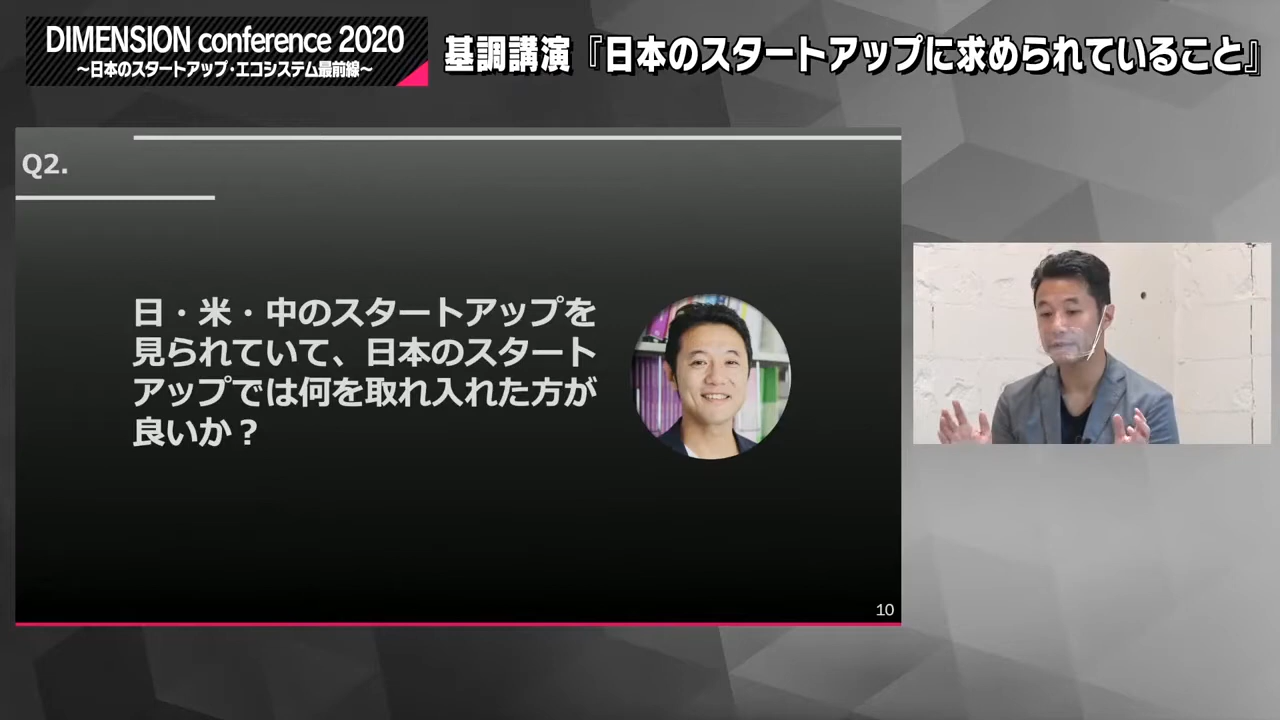 DIMENSION conference 2020
～日本のスタートアップ･エコシステム最前線～
基調講演『日本のスタートアップに求められていること』
Q2.
日・米・中のスタートアップを
見られていて、日本のスタート
アップでは何を取れ入れた方が
良いか？
10